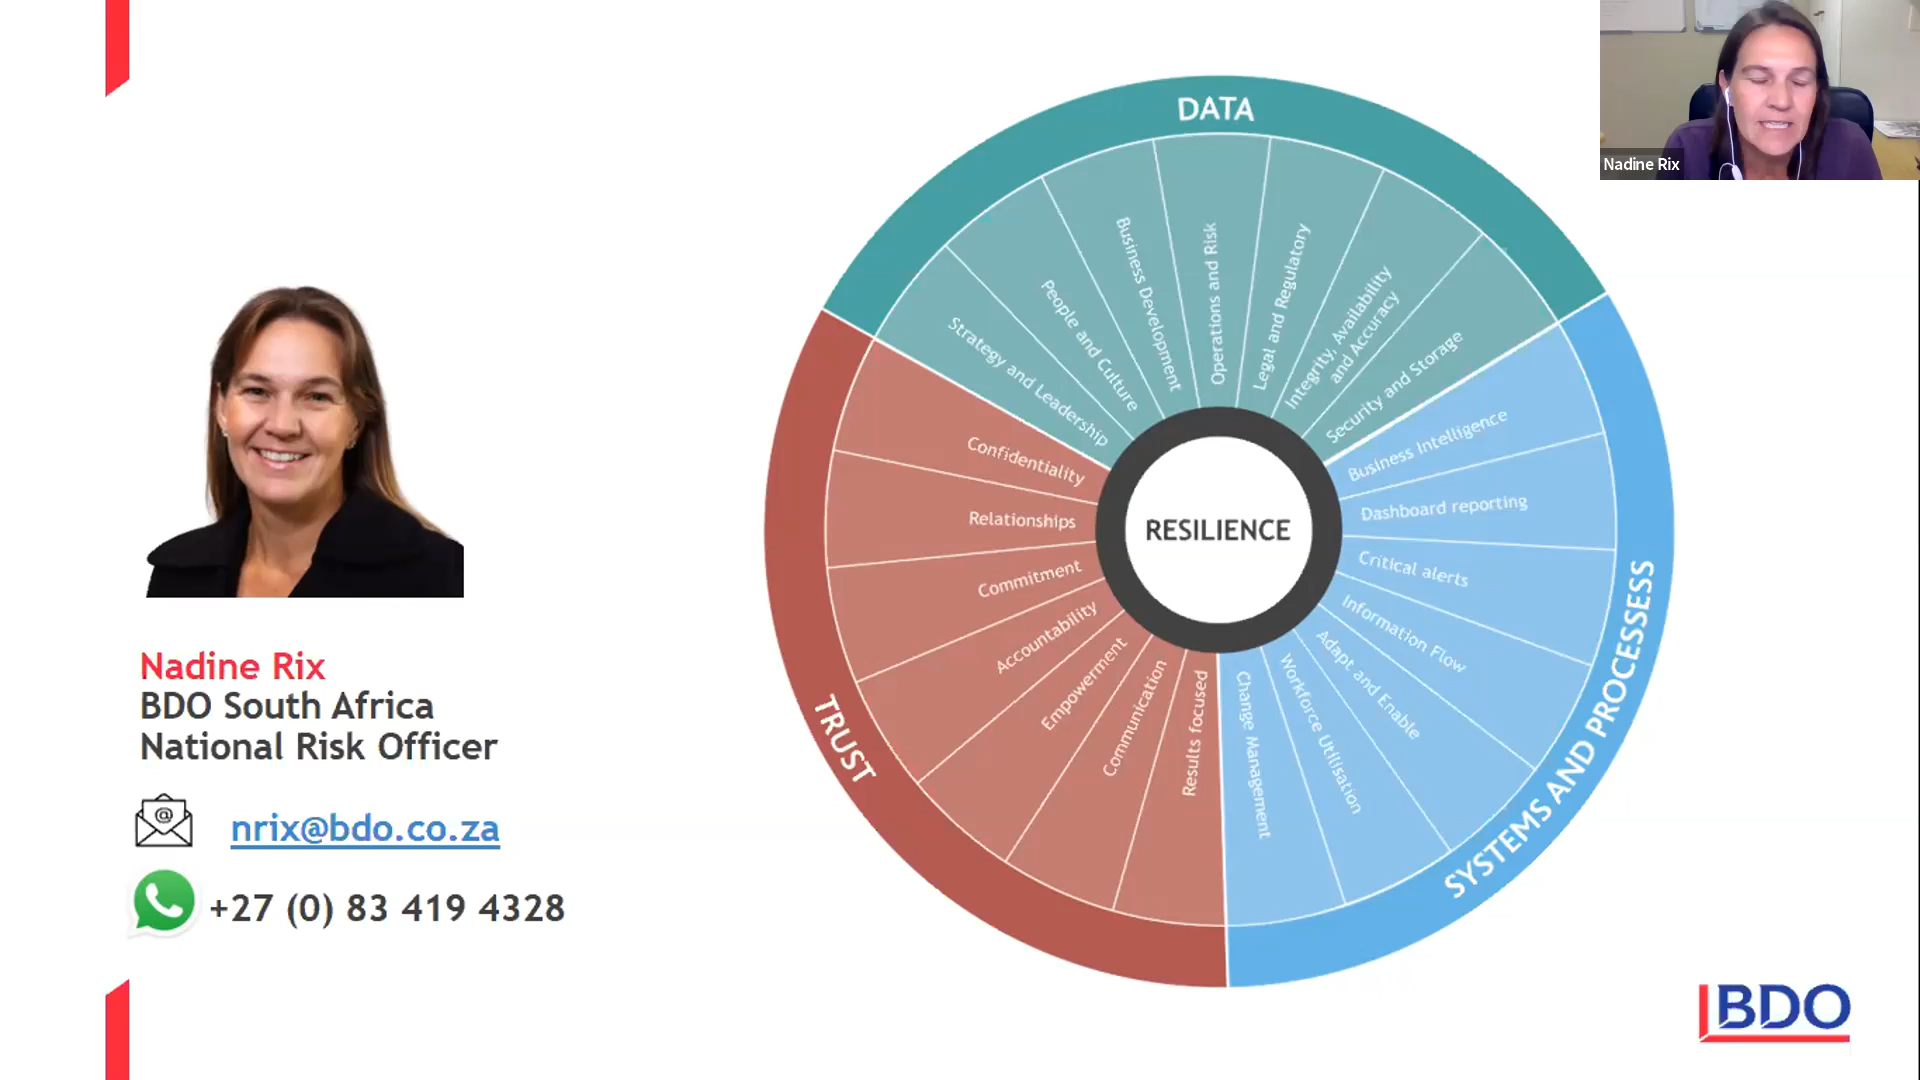 Nadine Rix
DATA
Strategy and Leadership
People and Culture
Business Development
Operations and Risk
Legal and Regulatory
Integrity, Availability
and Accuracy
Security and Storage
Business Intelligence
Dashboard reporting
Critical alerts
Information Flow
Adapt and Enable
Workforce Utilisation
Change Management
SYSTEMS AND PROCESSESS
Confidentiality
Relationships
Commitment
Accountability
Empowerment
Communication
Results focused
TRUST
RESILIENCE
Nadine Rix
BDO South Africa
National Risk Officer
@
nrix@bdo.co.za
+27 (0) 83 419 4328
BDO